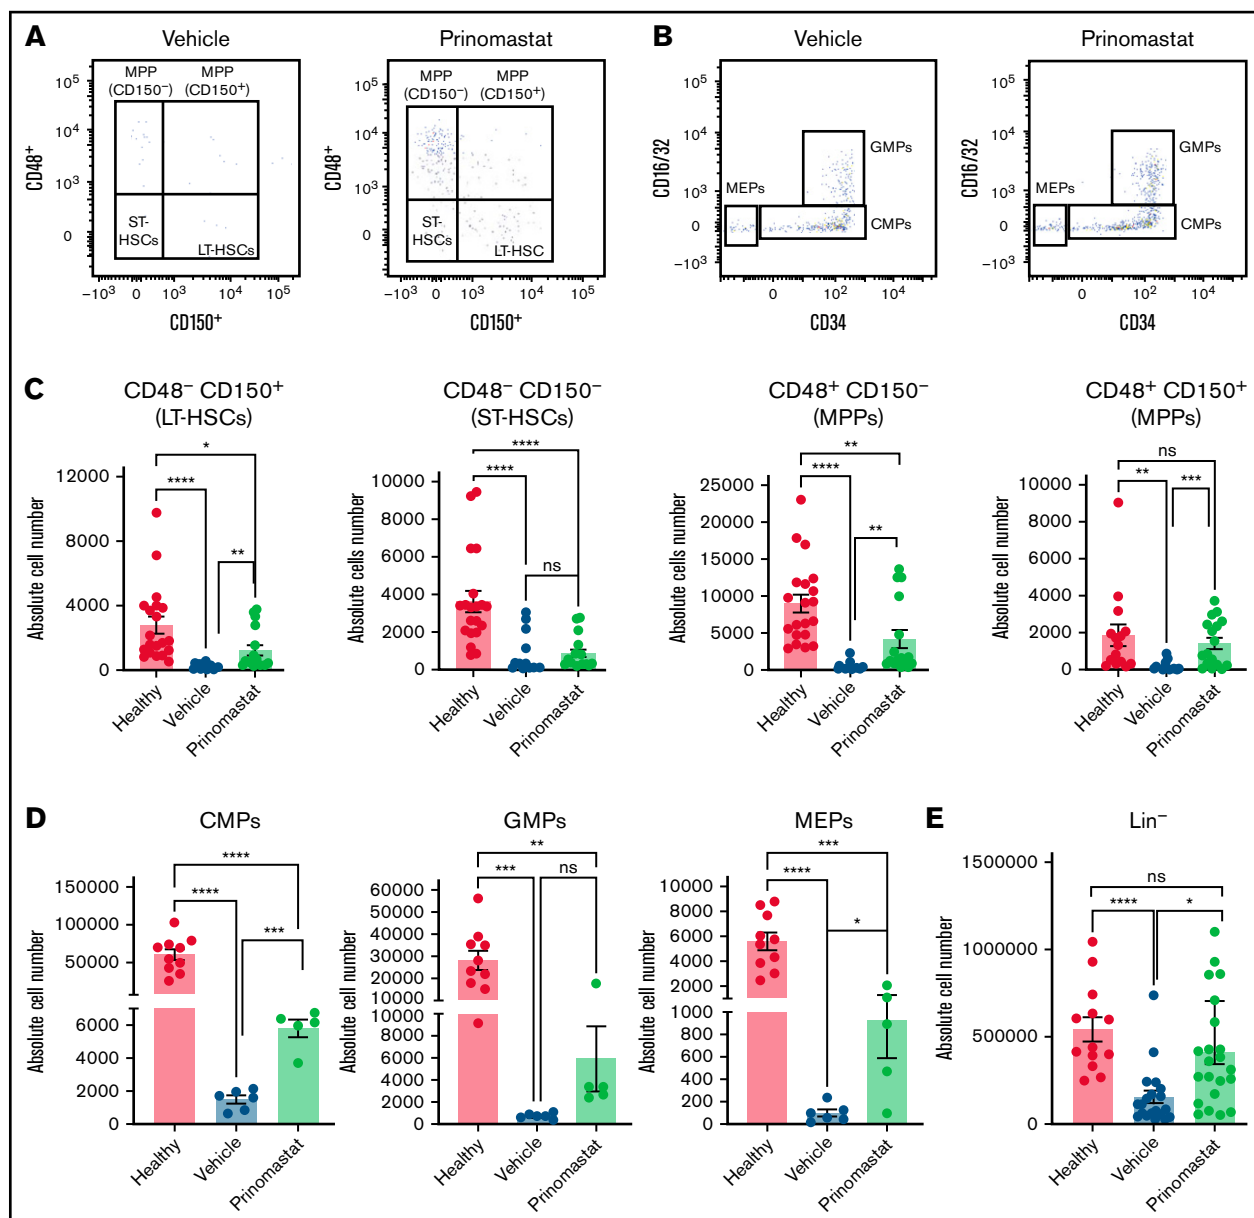 A
Vehicle
Prinomastat
MPP
(CD150⁻)
MPP
(CD150⁺)
ST-
HSCs
LT-HSCs
10⁵
10⁴
10³
0
CD48⁺
−10³
0
10³
10⁴
10⁵
CD150⁺
MPP
(CD150⁻)
MPP
(CD150⁺)
ST-
HSCs
LT-HSC
10⁵
10⁴
10³
0
CD48⁺
−10³
0
10³
10⁴
10⁵
CD150⁺
B
Vehicle
Prinomastat
GMPs
MEPs
CMPs
10⁵
10⁴
10³
0
−10³
CD16/32
0
10²
10⁴
CD34
GMPs
MEPs
CMPs
10⁵
10⁴
10³
0
−10³
CD16/32
0
10²
10⁴
CD34
C
CD48⁻ CD150⁺
(LT-HSCs)
*
****
**
12000
8000
4000
0
Absolute cell number
Healthy
Vehicle
Prinomastat
CD48⁻ CD150⁻
(ST-HSCs)
****
****
ns
10000
8000
6000
4000
2000
0
Absolute cell number
Healthy
Vehicle
Prinomastat
CD48⁺ CD150⁻
(MPPs)
**
****
**
25000
20000
15000
10000
5000
0
Absolute cells number
Healthy
Vehicle
Prinomastat
CD48⁺ CD150⁺
(MPPs)
ns
**
***
10000
8000
6000
4000
2000
0
Absolute cell number
Healthy
Vehicle
Prinomastat
D
CMPs
****
****
***
150000
100000
50000
6000
4000
2000
0
Absolute cell number
Healthy
Vehicle
Prinomastat
GMPs
**
***
ns
60000
50000
40000
30000
20000
10000
10000
8000
6000
4000
2000
0
Absolute cell number
Healthy
Vehicle
Prinomastat
MEPs
***
****
*
10000
8000
6000
4000
2000
1000
800
600
400
200
0
Absolute cell number
Healthy
Vehicle
Prinomastat
E
Lin⁻
ns
****
*
1500000
1000000
500000
0
Absolute cell number
Healthy
Vehicle
Prinomastat